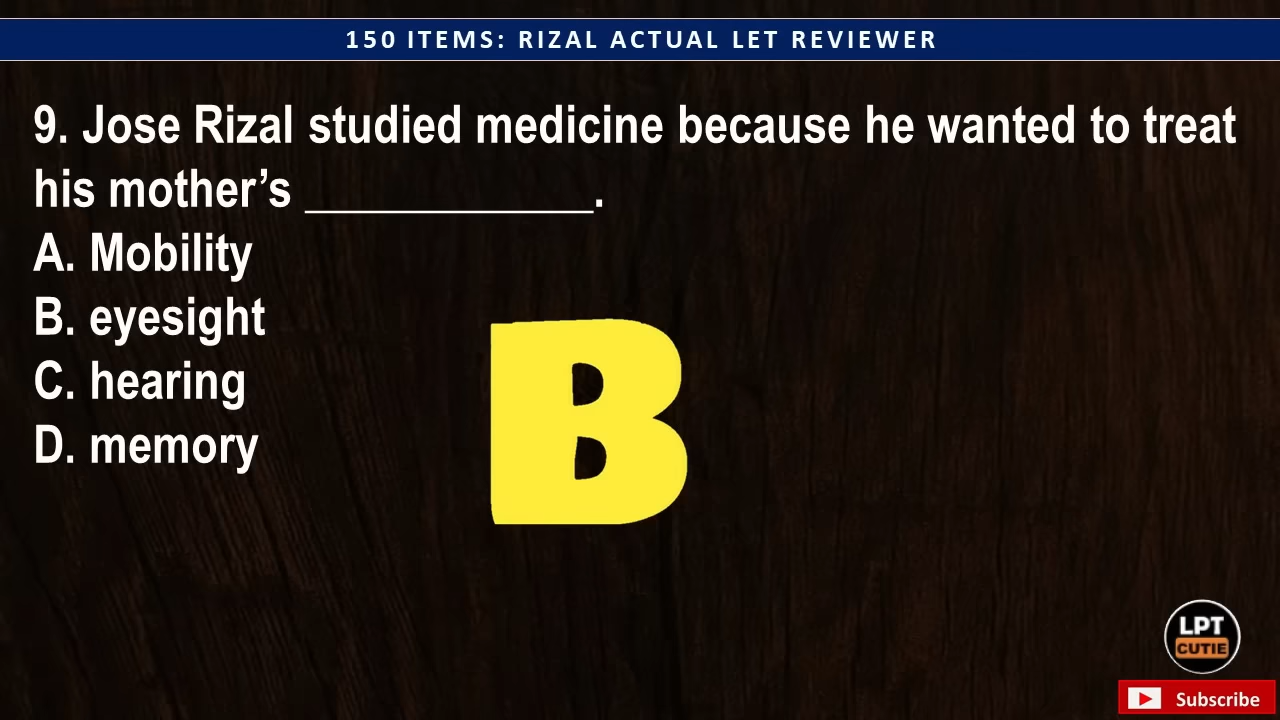 150 ITEMS: RIZAL ACTUAL LET REVIEWER
9. Jose Rizal studied medicine because he wanted to treat
his mother’s _____________.
A. Mobility
B. eyesight
C. hearing
D. memory
B
LPT
CUTIE
Subscribe